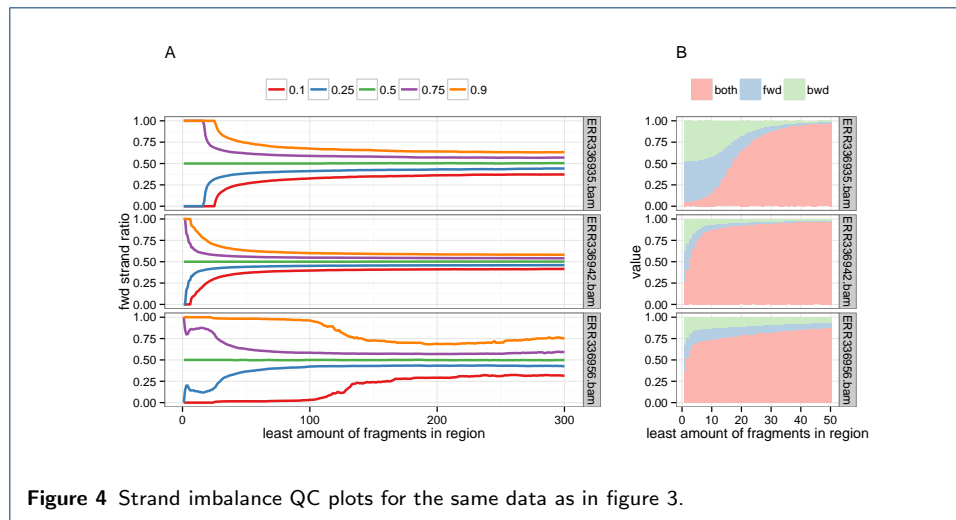 A
B
0.1 0.25 0.5 0.75 0.9
both fwd bwd
fwd strand ratio
1.00
0.75
0.50
0.25
0.00
ERR336935.bam
1.00
0.75
0.50
0.25
0.00
ERR336942.bam
1.00
0.75
0.50
0.25
0.00
ERR336956.bam
0 100 200 300
least amount of fragments in region
value
1.00
0.75
0.50
0.25
0.00
ERR336935.bam
1.00
0.75
0.50
0.25
0.00
ERR336942.bam
1.00
0.75
0.50
0.25
0.00
ERR336956.bam
0 10 20 30 40 50
least amount of fragments in region
Figure 4 Strand imbalance QC plots for the same data as in figure 3.